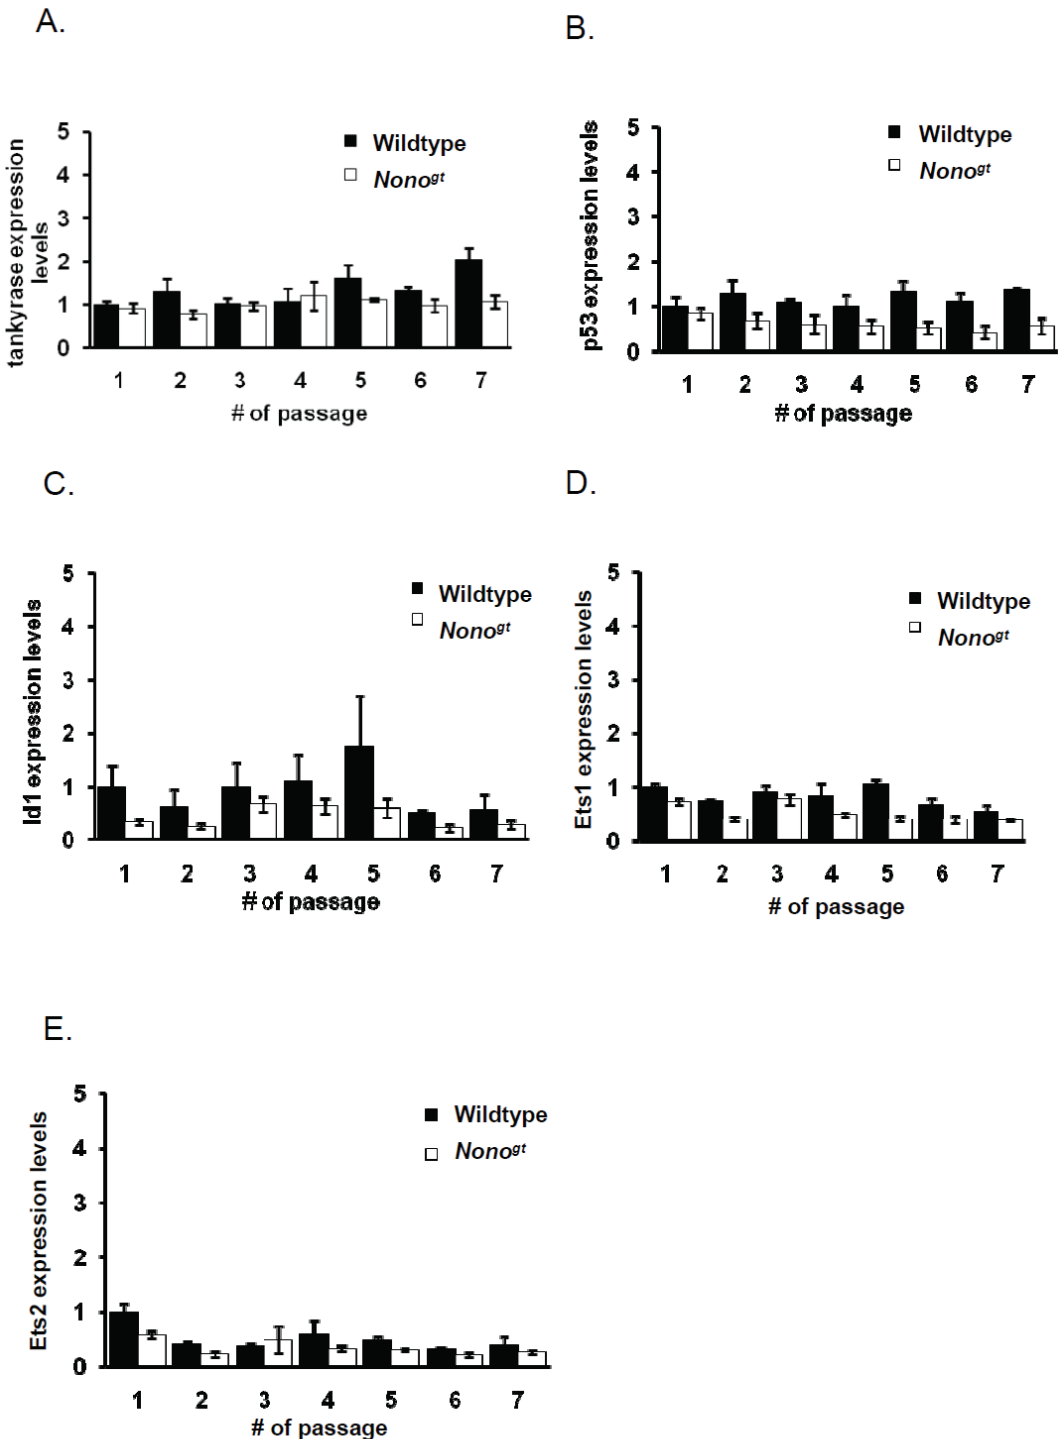 A.
tankyrase expression
levels
5
4
3
2
1
0
Wildtype
Nonogt
1 2 3 4 5 6 7
# of passage
B.
p53 expression levels
5
4
3
2
1
0
Wildtype
Nonogt
1 2 3 4 5 6 7
# of passage
C.
Id1 expression levels
5
4
3
2
1
0
Wildtype
Nonogt
1 2 3 4 5 6 7
# of passage
D.
Ets1 expression levels
5
4
3
2
1
0
Wildtype
Nonogt
1 2 3 4 5 6 7
# of passage
E.
Ets2 expression levels
5
4
3
2
1
0
Wildtype
Nonogt
1 2 3 4 5 6 7
# of passage